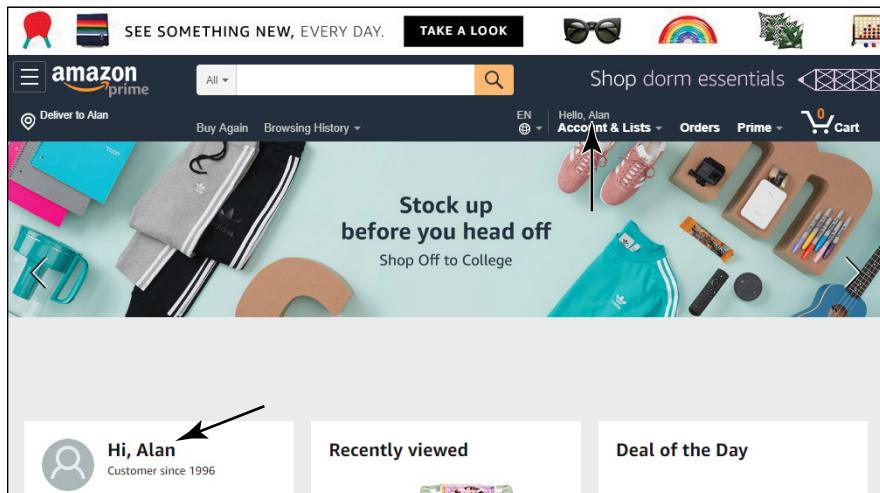 SEE SOMETHING NEW, EVERY DAY. TAKE A LOOK
amazon
prime
All
Shop dorm essentials
Deliver to Alan
Buy Again Browsing History
EN
Hello, Alan
Account & Lists Orders Prime
0
Cart
Stock up
before you head off
Shop Off to College
Hi, Alan
Customer since 1996
Recently viewed
Deal of the Day